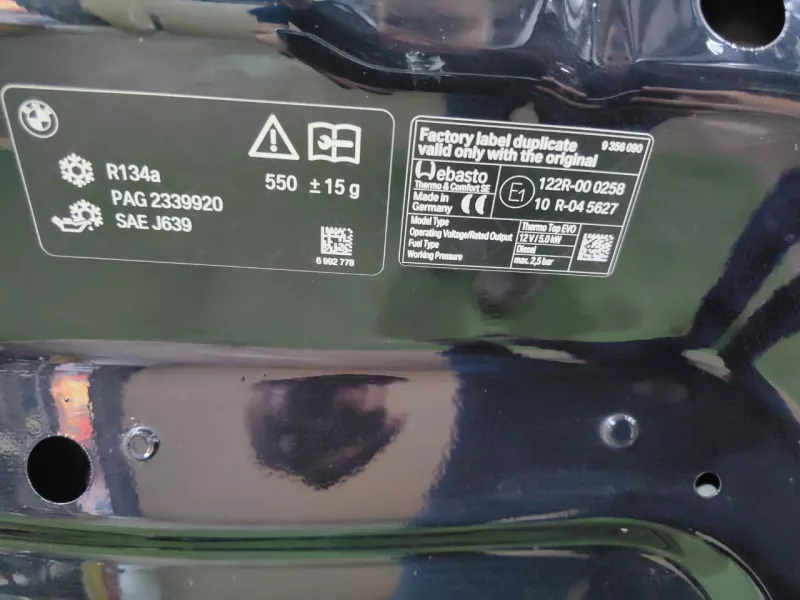 BMW
R134a
550 ± 15 g
PAG 2339920
SAE J639
6 992 778
Factory label duplicate
valid only with the original
9 356 090
Webasto
Thermo & Comfort SE
Made in
Germany
E1
122R-00 0258
10 R-04 5627
Model Type Thermo Top EVO
Operating Voltage/Rated Output 12 V / 5.0 kW
Fuel Type Diesel
Working Pressure max. 2,5 bar